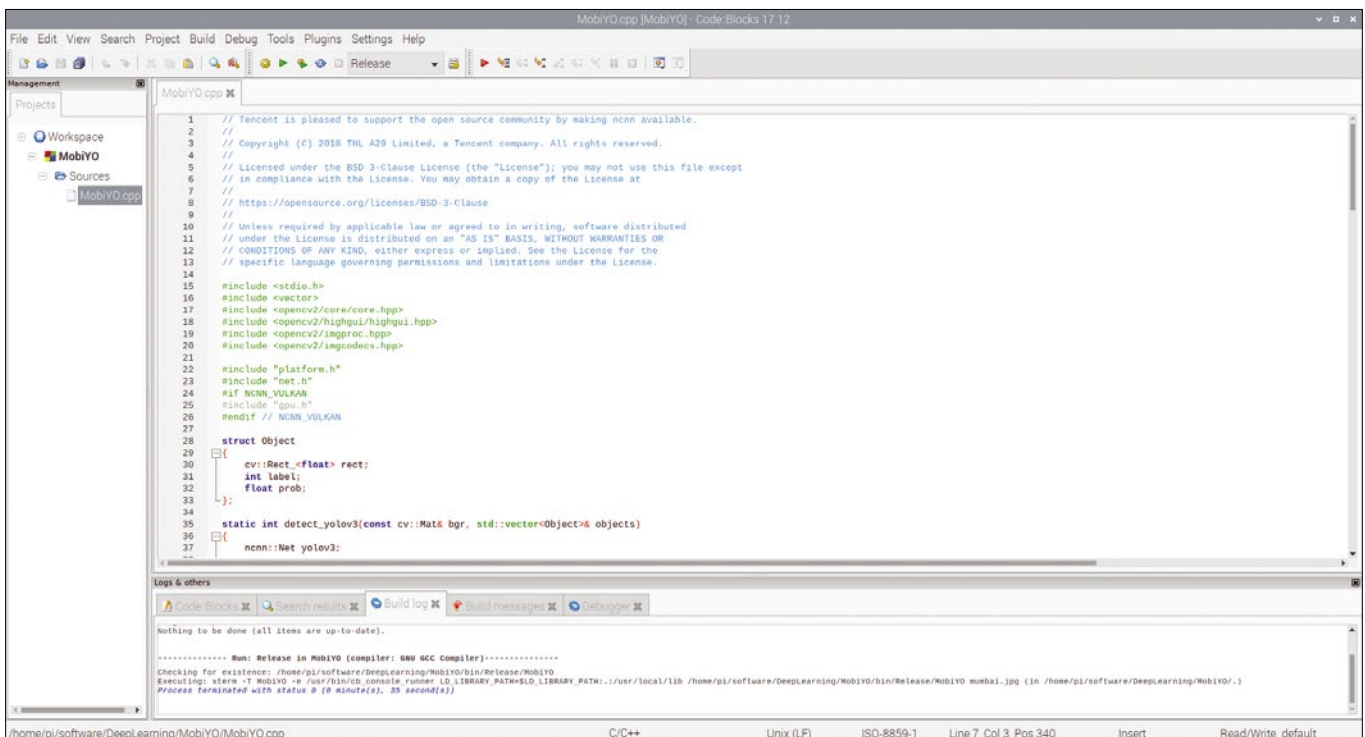 MobiYO.cpp [MobiYO] - Code::Blocks 17.12
File Edit View Search Project Build Debug Tools Plugins Settings Help
Release
Management
Projects
Workspace
MobiYO
Sources
MobiYO.cpp
MobiYO.cpp
1 // Tencent is pleased to support the open source community by making ncnn available.
2 //
3 // Copyright (C) 2018 THL A29 Limited, a Tencent company. All rights reserved.
4 //
5 // Licensed under the BSD 3-Clause License (the "License"); you may not use this file except
6 // in compliance with the License. You may obtain a copy of the License at
7 //
8 // https://opensource.org/licenses/BSD-3-Clause
9 //
10 // Unless required by applicable law or agreed to in writing, software distributed
11 // under the License is distributed on an "AS IS" BASIS, WITHOUT WARRANTIES OR
12 // CONDITIONS OF ANY KIND, either express or implied. See the License for the
13 // specific language governing permissions and limitations under the License.
14
15 #include <stdio.h>
16 #include <vector>
17 #include <opencv2/core/core.hpp>
18 #include <opencv2/highgui/highgui.hpp>
19 #include <opencv2/imgproc.hpp>
20 #include <opencv2/imgcodecs.hpp>
21
22 #include "platform.h"
23 #include "net.h"
24 #if NCNN_VULKAN
25 #include "gpu.h"
26 #endif // NCNN_VULKAN
27
28 struct Object
29 {
30 cv::Rect_<float> rect;
31 int label;
32 float prob;
33 };
34
35 static int detect_yolov3(const cv::Mat& bgr, std::vector<Object>& objects)
36 {
37 ncnn::Net yolov3;
Logs & others
Code::Blocks Search results Build log Build messages Debugger
Nothing to be done (all items are up-to-date).
-------------- Run: Release in MobiYO (compiler: GNU GCC Compiler)---------------
Checking for existence: /home/pi/software/DeepLearning/MobiYO/bin/Release/MobiYO
Executing: xterm -T MobiYO -e /usr/bin/cb_console_runner LD_LIBRARY_PATH=$LD_LIBRARY_PATH:.:/usr/local/lib /home/pi/software/DeepLearning/MobiYO/bin/Release/MobiYO mumbai.jpg (in /home/pi/software/DeepLearning/MobiYO/.)
Process terminated with status 0 (0 minute(s), 35 second(s))
/home/pi/software/DeepLearning/MobiYO/MobiYO.cpp C/C++ Unix (LF) ISO-8859-1 Line 7, Col 3, Pos 340 Insert Read/Write default